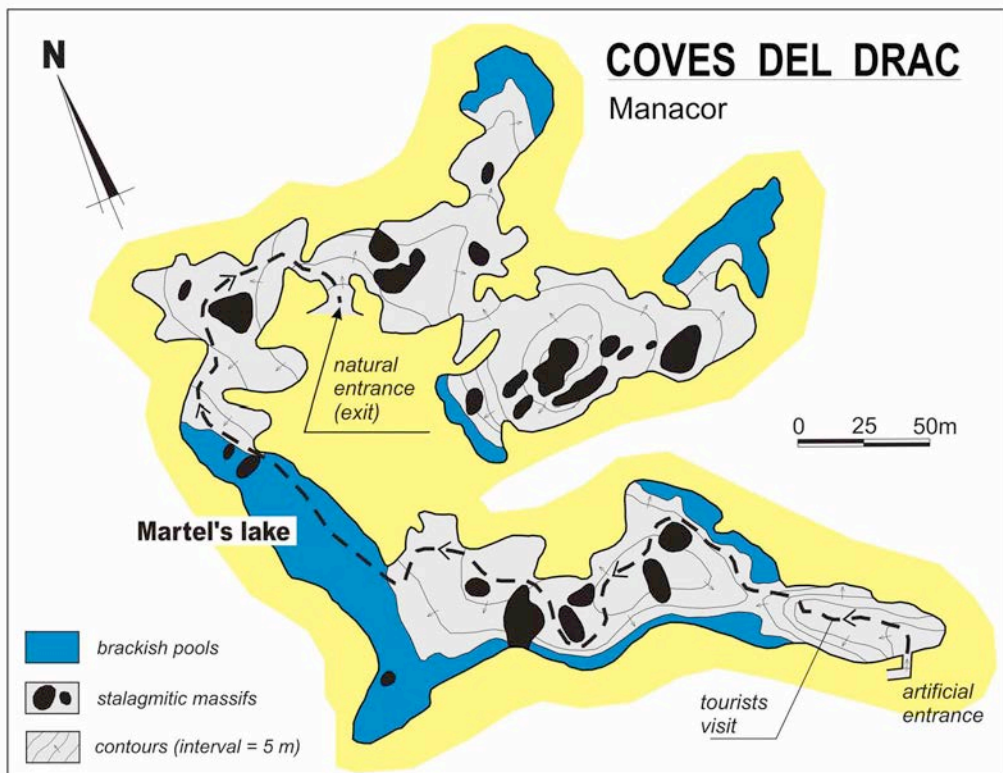 N
COVES DEL DRAC
Manacor
natural
entrance
(exit)
0 25 50m
Martel's lake
brackish pools
stalagmitic massifs
contours (interval = 5 m)
tourists
visit
artificial
entrance